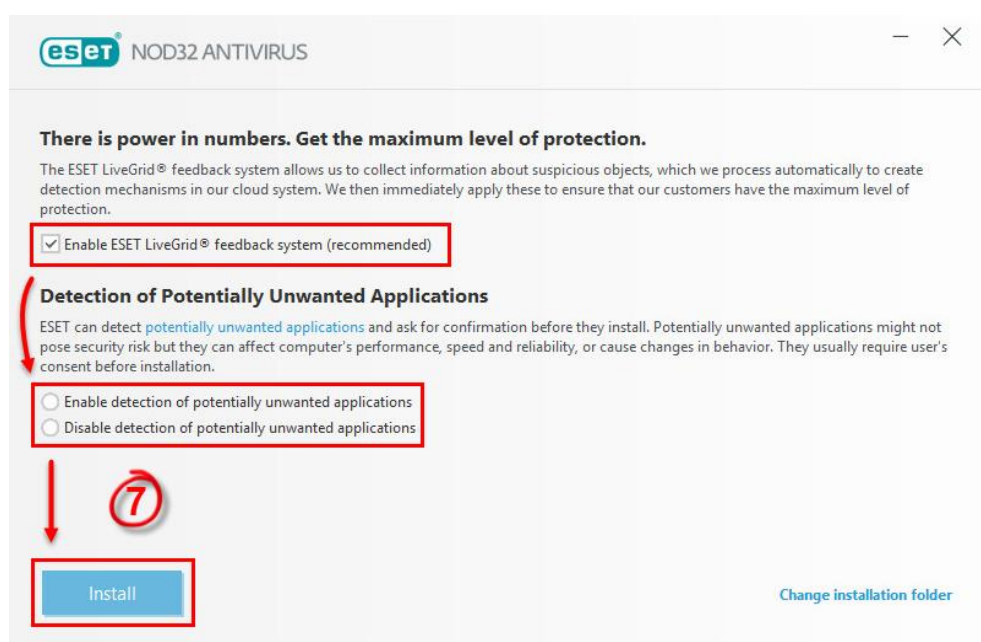 eseT NOD32 ANTIVIRUS
There is power in numbers. Get the maximum level of protection.
The ESET LiveGrid® feedback system allows us to collect information about suspicious objects, which we process automatically to create
detection mechanisms in our cloud system. We then immediately apply these to ensure that our customers have the maximum level of
protection.
Enable ESET LiveGrid® feedback system (recommended)
Detection of Potentially Unwanted Applications
ESET can detect potentially unwanted applications and ask for confirmation before they install. Potentially unwanted applications might not
pose security risk but they can affect computer's performance, speed and reliability, or cause changes in behavior. They usually require user's
consent before installation.
Enable detection of potentially unwanted applications
Disable detection of potentially unwanted applications
7
Install
Change installation folder